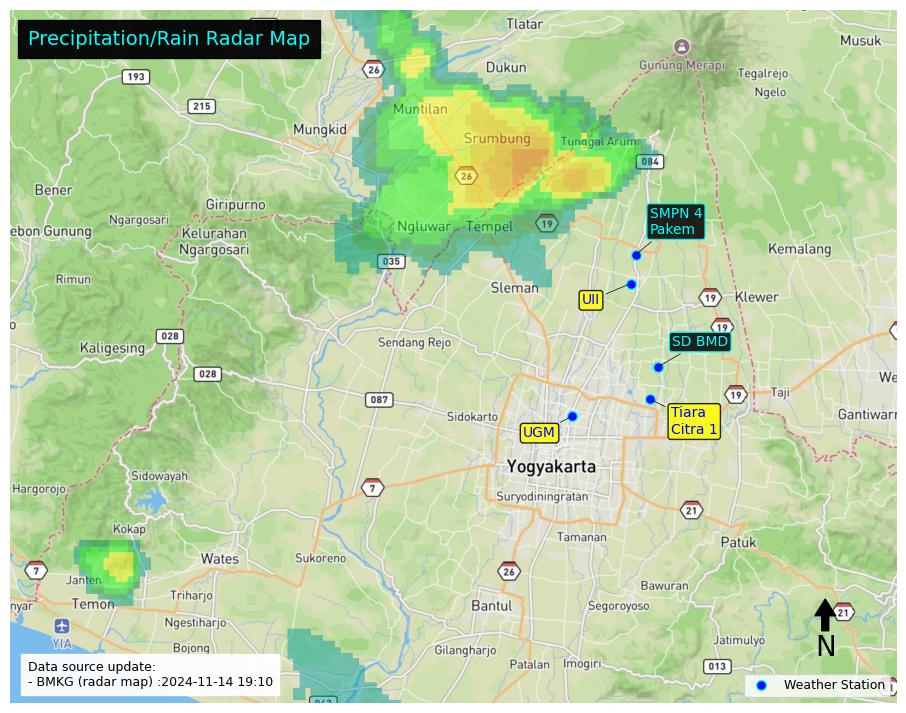 Precipitation/Rain Radar Map
Tlatar
Musuk
26
Dukun
Gunung Merapi
Tegalrejo
193
Ngelo
215
Muntilan
Mungkid
Srumbung
Tunggal Arum
084
26
Bener
Giripurno
SMPN 4
Pakem
Ngargosari
Kelurahan
Ngargosari
ebon Gunung
Ngluwar
Tempel
19
Kemalang
035
Rimun
Sleman
UII
19
Klewer
19
028
Kaligesing
Sendang Rejo
SD BMD
028
087
19
Taji
We
Sidokarto
Tiara
Citra 1
Gantiwarn
UGM
Yogyakarta
Sidowayah
Hargorojo
7
Suryodiningratan
21
Kokap
Tamanan
Patuk
Wates
Sukoreno
7
Janten
26
Bawuran
Temon
Triharjo
Bantul
Segoroyoso
nyar
21
Ngestiharjo
YIA
N
Bojong
Jatimulyo
Gilangharjo
Patalan
Imogiri
013
Data source update:
- BMKG (radar map) :2024-11-14 19:10
Weather Station